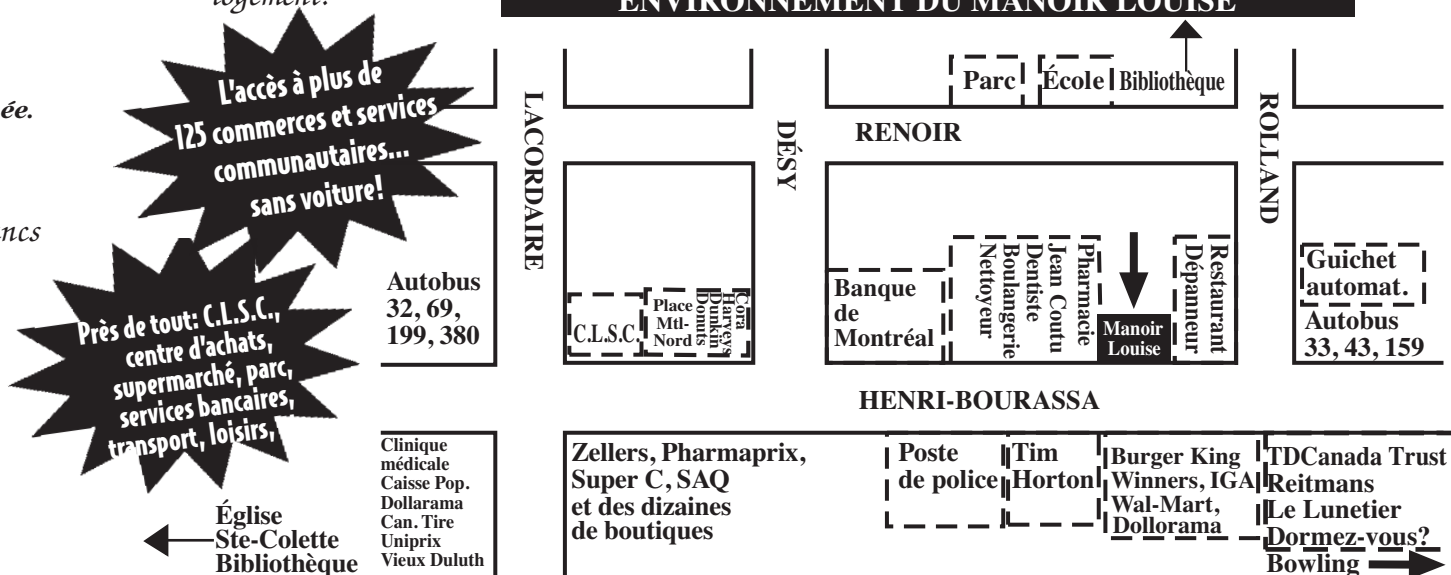 logement!
ENVIRONNEMENT DU MANOIR LOUISE
ée.
ncs
L'accès à plus de
125 commerces et services
communautaires...
sans voiture!
Près de tout: C.L.S.C.,
centre d'achats,
supermarché, parc,
services bancaires,
transport, loisirs,
Parc
École
Bibliothèque
LACORDAIRE
DÉSY
RENOIR
ROLLAND
Autobus
32, 69,
199, 380
C.L.S.C.
Place
Mtl-
Nord
Cora
Harveys
Dunkin
Donuts
Banque
de
Montréal
Pharmacie
Jean Coutu
Dentiste
Boulangerie
Nettoyeur
Manoir
Louise
Restaurant
Dépanneur
Guichet
automat.
Autobus
33, 43, 159
HENRI-BOURASSA
Clinique
médicale
Caisse Pop.
Dollarama
Can. Tire
Uniprix
Vieux Duluth
Église
Ste-Colette
Bibliothèque
Zellers, Pharmaprix,
Super C, SAQ
et des dizaines
de boutiques
Poste
de police
Tim
Horton
Burger King
Winners, IGA
Wal-Mart,
Dollorama
TDCanada Trust
Reitmans
Le Lunetier
Dormez-vous?
Bowling